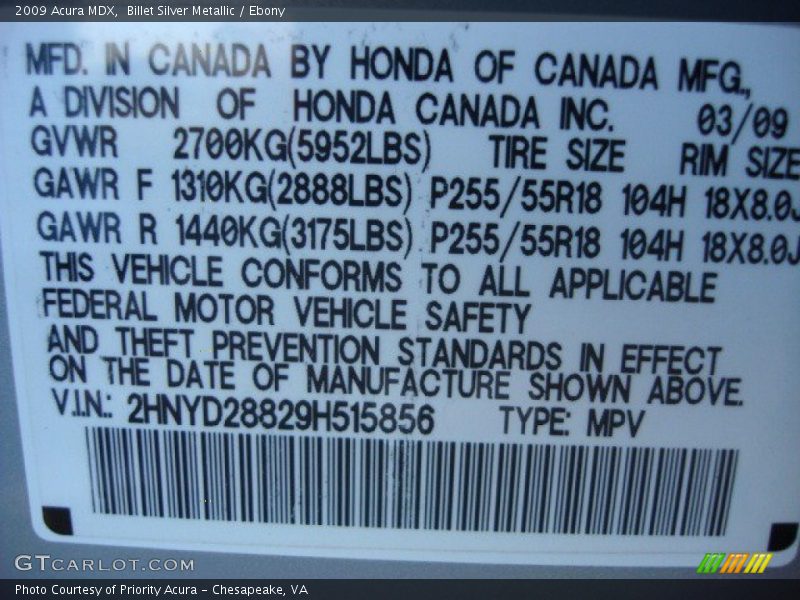 2009 Acura MDX, Billet Silver Metallic / Ebony
MFD. IN CANADA BY HONDA OF CANADA MFG.,
A DIVISION OF HONDA CANADA INC. 03/09
GVWR 2700KG(5952LBS) TIRE SIZE RIM SIZE
GAWR F 1310KG(2888LBS) P255/55R18 104H 18X8.0J
GAWR R 1440KG(3175LBS) P255/55R18 104H 18X8.0J
THIS VEHICLE CONFORMS TO ALL APPLICABLE
FEDERAL MOTOR VEHICLE SAFETY
AND THEFT PREVENTION STANDARDS IN EFFECT
ON THE DATE OF MANUFACTURE SHOWN ABOVE.
V.I.N.: 2HNYD28829H515856 TYPE: MPV
GTCARLOT.COM
Photo Courtesy of Priority Acura – Chesapeake, VA